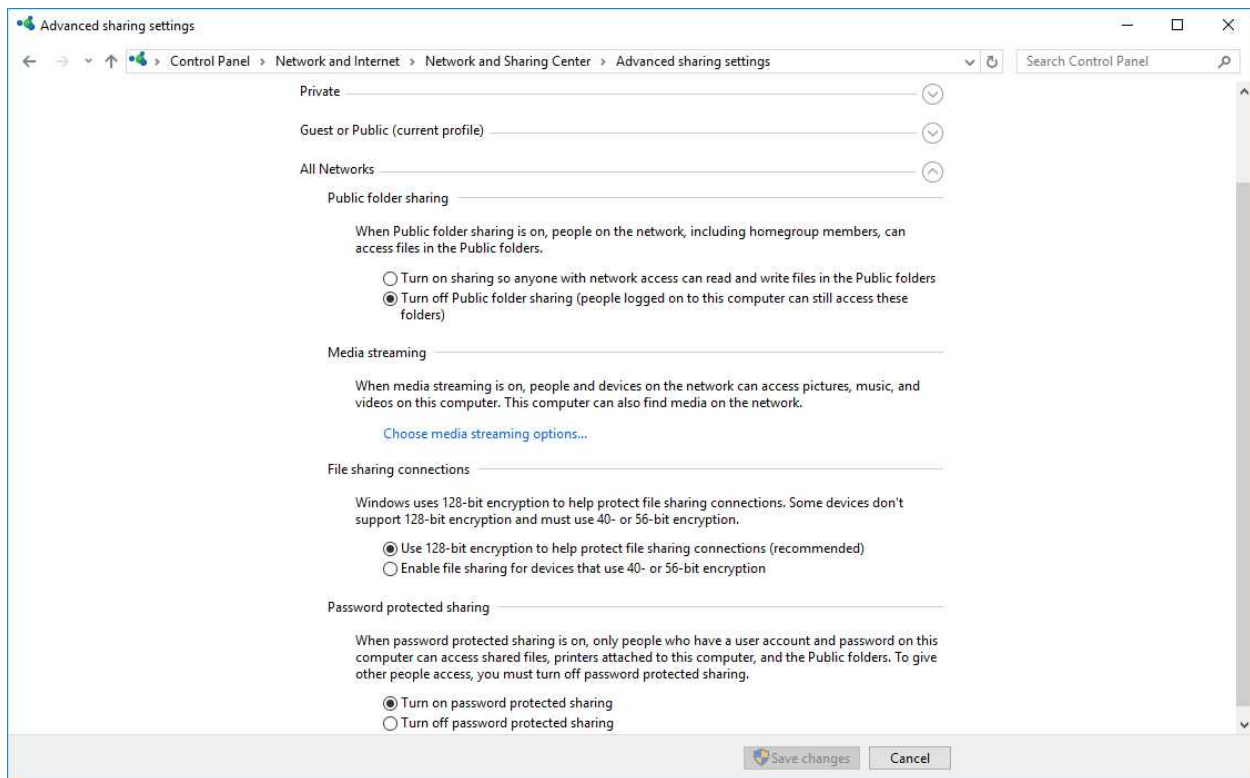 Advanced sharing settings
Control Panel > Network and Internet > Network and Sharing Center > Advanced sharing settings
Search Control Panel
Private
Guest or Public (current profile)
All Networks
Public folder sharing
When Public folder sharing is on, people on the network, including homegroup members, can
access files in the Public folders.
Turn on sharing so anyone with network access can read and write files in the Public folders
Turn off Public folder sharing (people logged on to this computer can still access these
folders)
Media streaming
When media streaming is on, people and devices on the network can access pictures, music, and
videos on this computer. This computer can also find media on the network.
Choose media streaming options...
File sharing connections
Windows uses 128-bit encryption to help protect file sharing connections. Some devices don't
support 128-bit encryption and must use 40- or 56-bit encryption.
Use 128-bit encryption to help protect file sharing connections (recommended)
Enable file sharing for devices that use 40- or 56-bit encryption
Password protected sharing
When password protected sharing is on, only people who have a user account and password on this
computer can access shared files, printers attached to this computer, and the Public folders. To give
other people access, you must turn off password protected sharing.
Turn on password protected sharing
Turn off password protected sharing
Save changes
Cancel